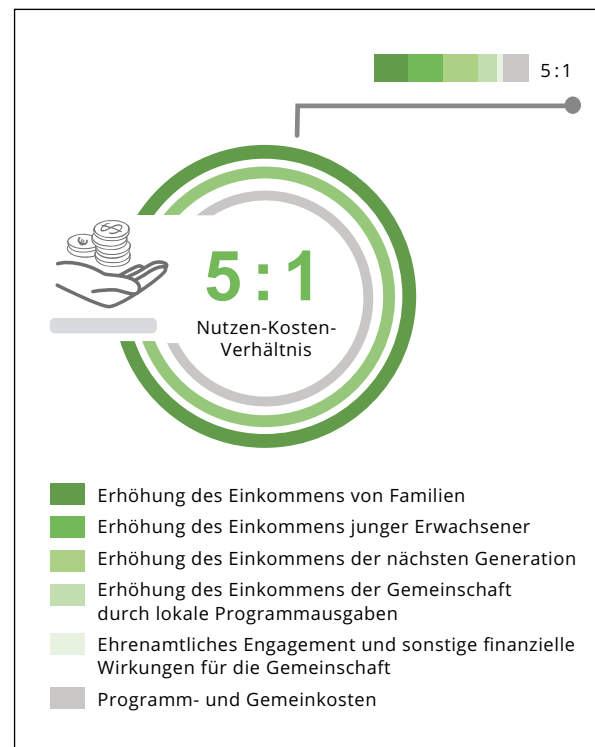 5:1
5:1
Nutzen-Kosten-
Verhältnis
Erhöhung des Einkommens von Familien
Erhöhung des Einkommens junger Erwachsener
Erhöhung des Einkommens der nächsten Generation
Erhöhung des Einkommens der Gemeinschaft
durch lokale Programmausgaben
Ehrenamtliches Engagement und sonstige finanzielle
Wirkungen für die Gemeinschaft
Programm- und Gemeinkosten